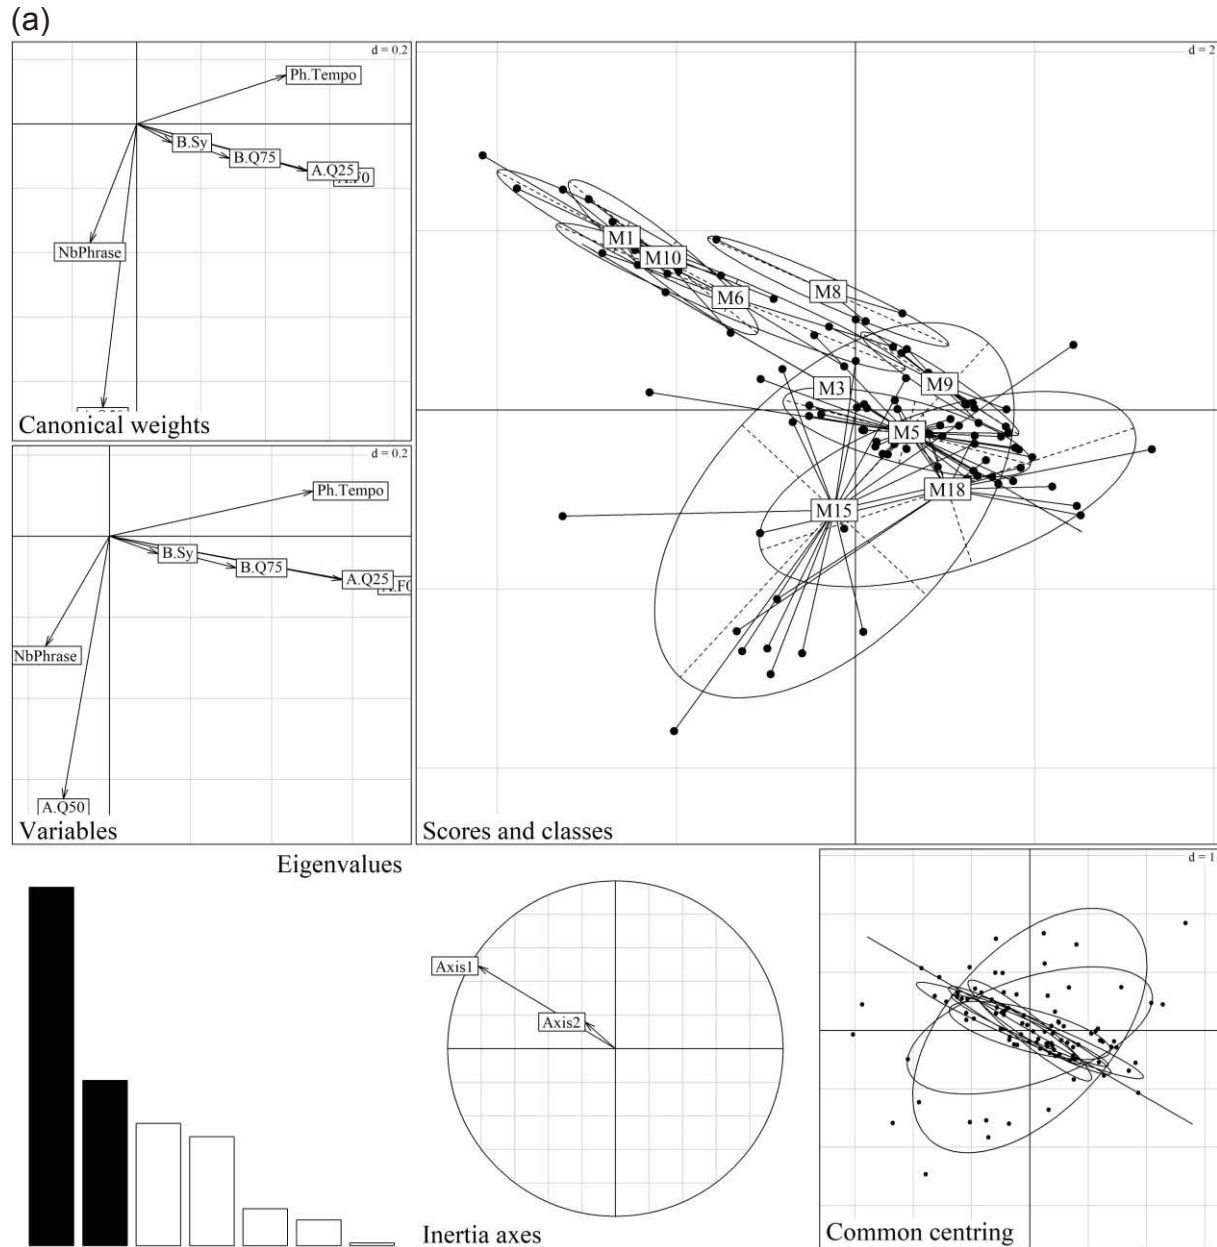 (a)
d = 0.2
Ph.Tempo
B.Sy
B.Q75
A.Q25
NbPhrase
Canonical weights
d = 0.2
Ph.Tempo
B.Sy
B.Q75
A.Q25
NbPhrase
A.Q50
Variables
d = 2
M1
M10
M6
M8
M9
M3
M5
M18
M15
Scores and classes
Eigenvalues
Axis1
Axis2
Inertia axes
d = 1
Common centring